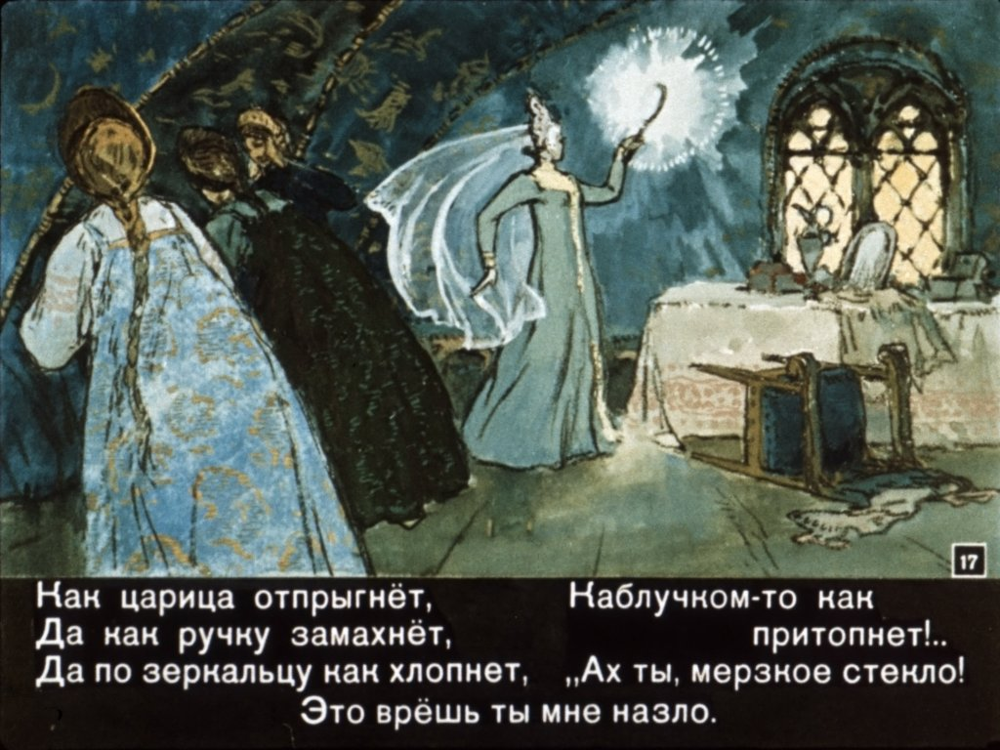 17
Как царица отпрыгнёт,
Да как ручку замахнёт,
Да по зеркальцу как хлопнет,
Каблучком-то как
притопнет!..
„Ах ты, мерзкое стекло!
Это врёшь ты мне назло.